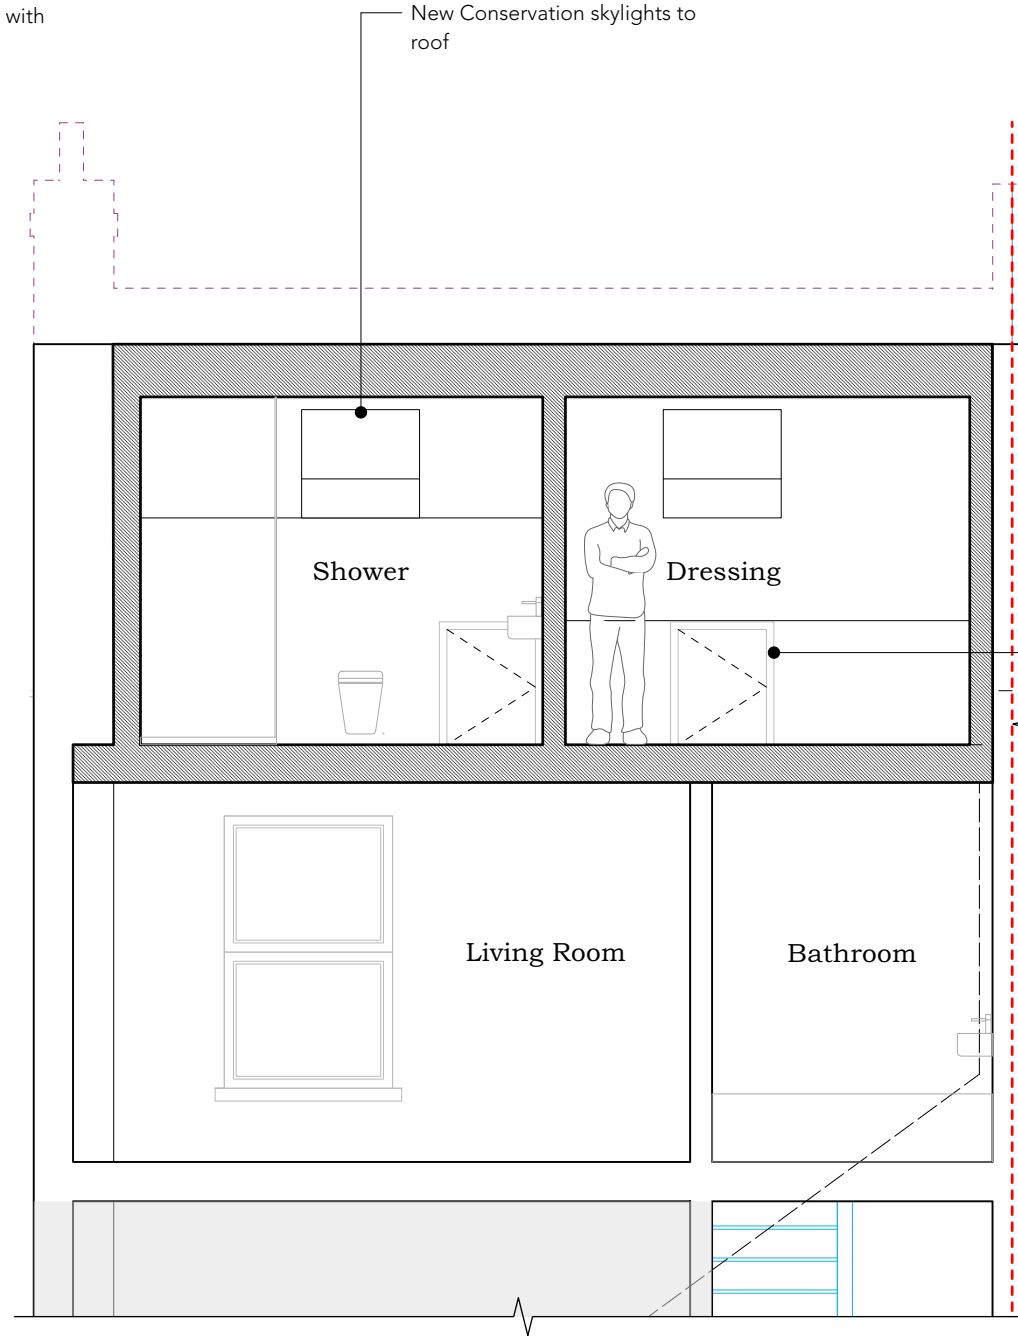 with
New Conservation skylights to
roof
Shower
Dressing
Living Room
Bathroom